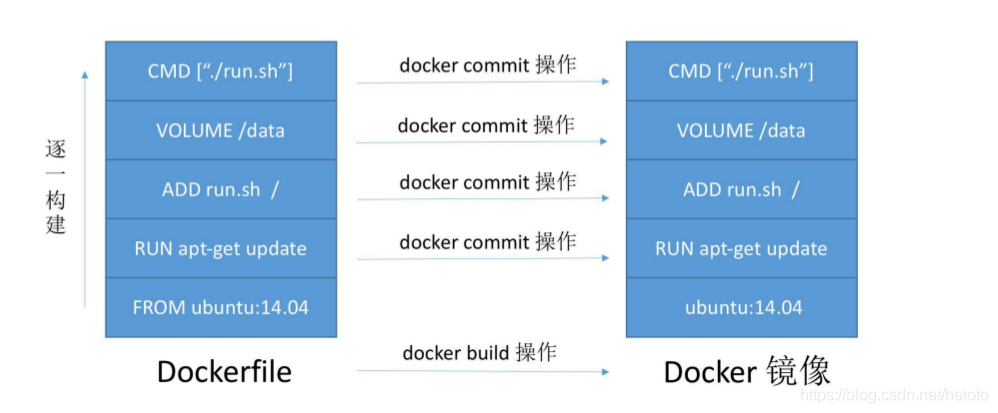 CMD [“./run.sh”]
docker commit 操作
CMD [“./run.sh”]
VOLUME /data
docker commit 操作
VOLUME /data
逐一构建
ADD run.sh /
docker commit 操作
ADD run.sh /
RUN apt-get update
docker commit 操作
RUN apt-get update
FROM ubuntu:14.04
ubuntu:14.04
docker build 操作
Dockerfile
Docker 镜像
https://blog.csdn.net/hetoto